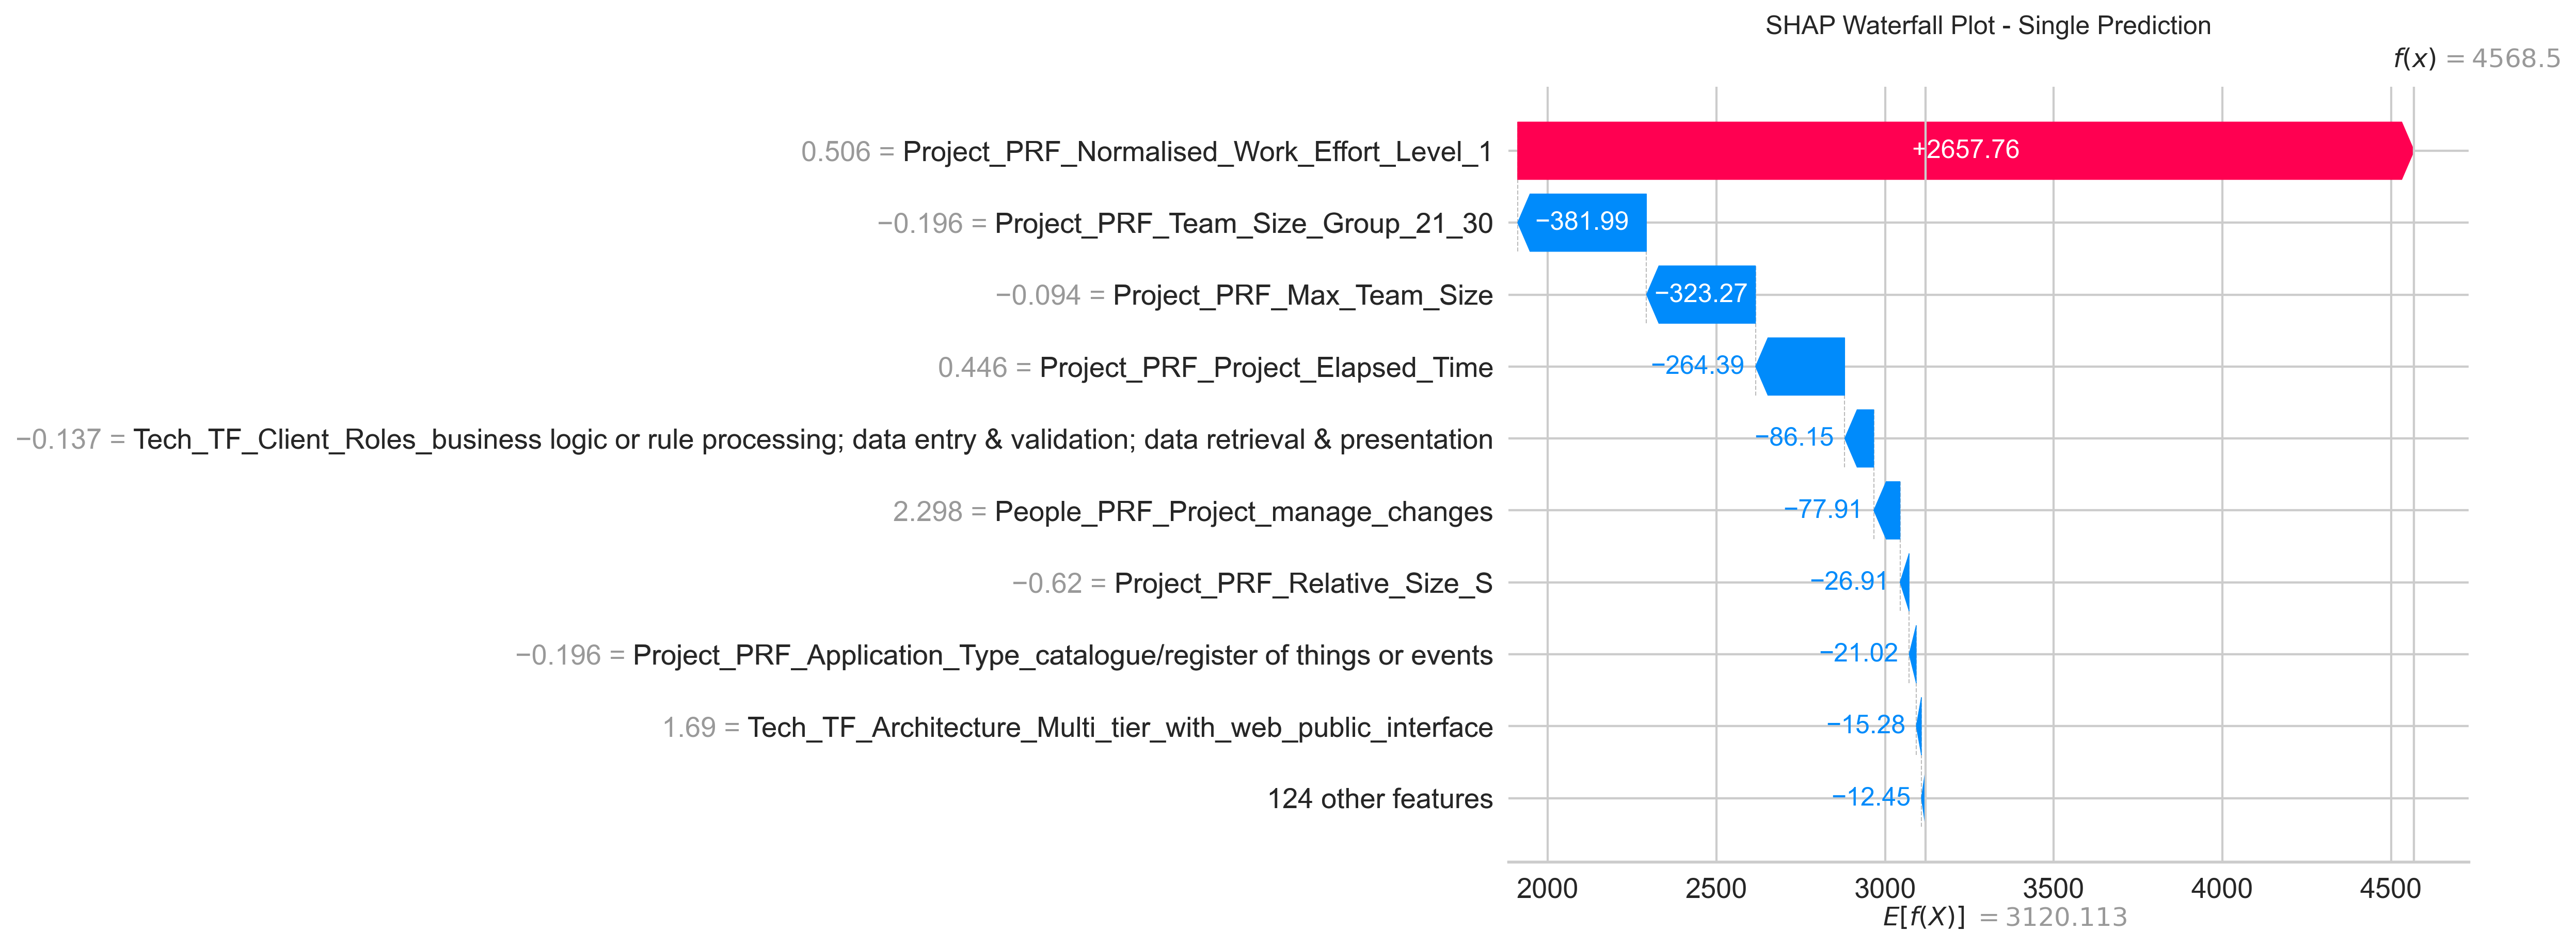 SHAP Waterfall Plot - Single Prediction
f(x) = 4568.5
0.506 = Project_PRF_Normalised_Work_Effort_Level_1 +2657.76
−0.196 = Project_PRF_Team_Size_Group_21_30 −381.99
−0.094 = Project_PRF_Max_Team_Size −323.27
0.446 = Project_PRF_Project_Elapsed_Time −264.39
−0.137 = Tech_TF_Client_Roles_business logic or rule processing; data entry & validation; data retrieval & presentation −86.15
2.298 = People_PRF_Project_manage_changes −77.91
−0.62 = Project_PRF_Relative_Size_S −26.91
−0.196 = Project_PRF_Application_Type_catalogue/register of things or events −21.02
1.69 = Tech_TF_Architecture_Multi_tier_with_web_public_interface −15.28
124 other features −12.45
2000 2500 3000 3500 4000 4500
E[f(X)] = 3120.113